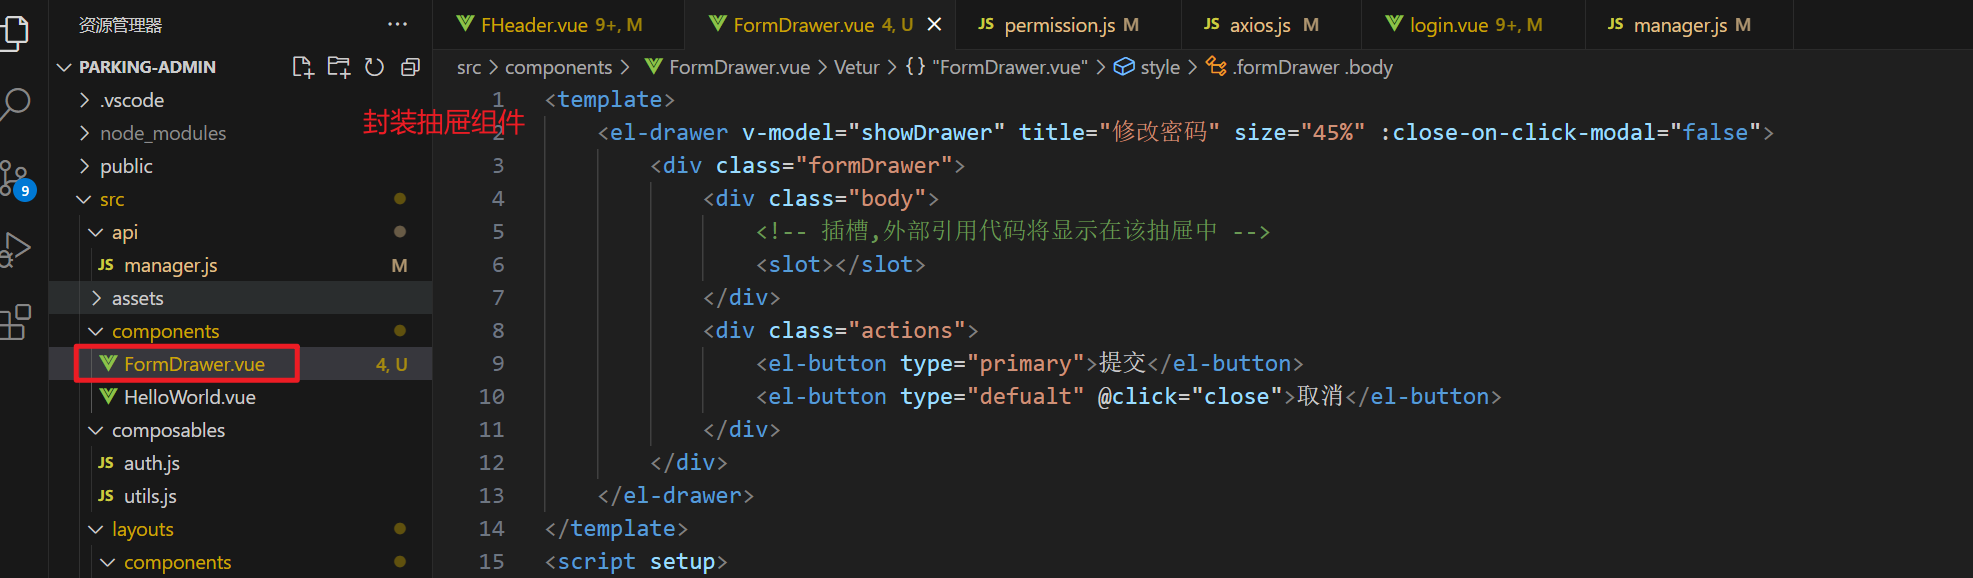 资源管理器 ···
PARKING-ADMIN
.vscode
node_modules
public
src
api
manager.js M
assets
components
FormDrawer.vue 4, U
HelloWorld.vue
composables
auth.js
utils.js
layouts
components
9
封装抽屉组件
FHeader.vue 9+, M
FormDrawer.vue 4, U
JS permission.js M
JS axios.js M
login.vue 9+, M
JS manager.js M
src > components > FormDrawer.vue > Vetur > {} "FormDrawer.vue" > style > .formDrawer .body
1 <template>
2 <el-drawer v-model="showDrawer" title="修改密码" size="45%" :close-on-click-modal="false">
3 <div class="formDrawer">
4 <div class="body">
5 <!-- 插槽,外部引用代码将显示在该抽屉中 -->
6 <slot></slot>
7 </div>
8 <div class="actions">
9 <el-button type="primary">提交</el-button>
10 <el-button type="defualt" @click="close">取消</el-button>
11 </div>
12 </div>
13 </el-drawer>
14 </template>
15 <script setup>